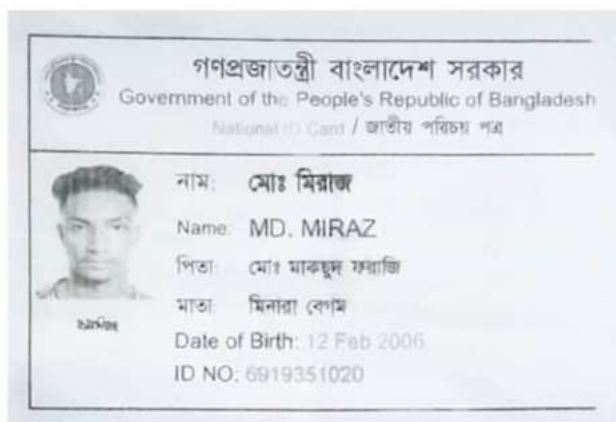 গণপ্রজাতন্ত্রী বাংলাদেশ সরকার
Government of the People's Republic of Bangladesh
National ID Card / জাতীয় পরিচয় পত্র
নাম: মোঃ মিরাজ
Name: MD. MIRAZ
পিতা: মোঃ মাকছুদ ফরাজি
মাতা: মিনারা বেগম
Date of Birth: 12 Feb 2006
ID NO: 6919351020